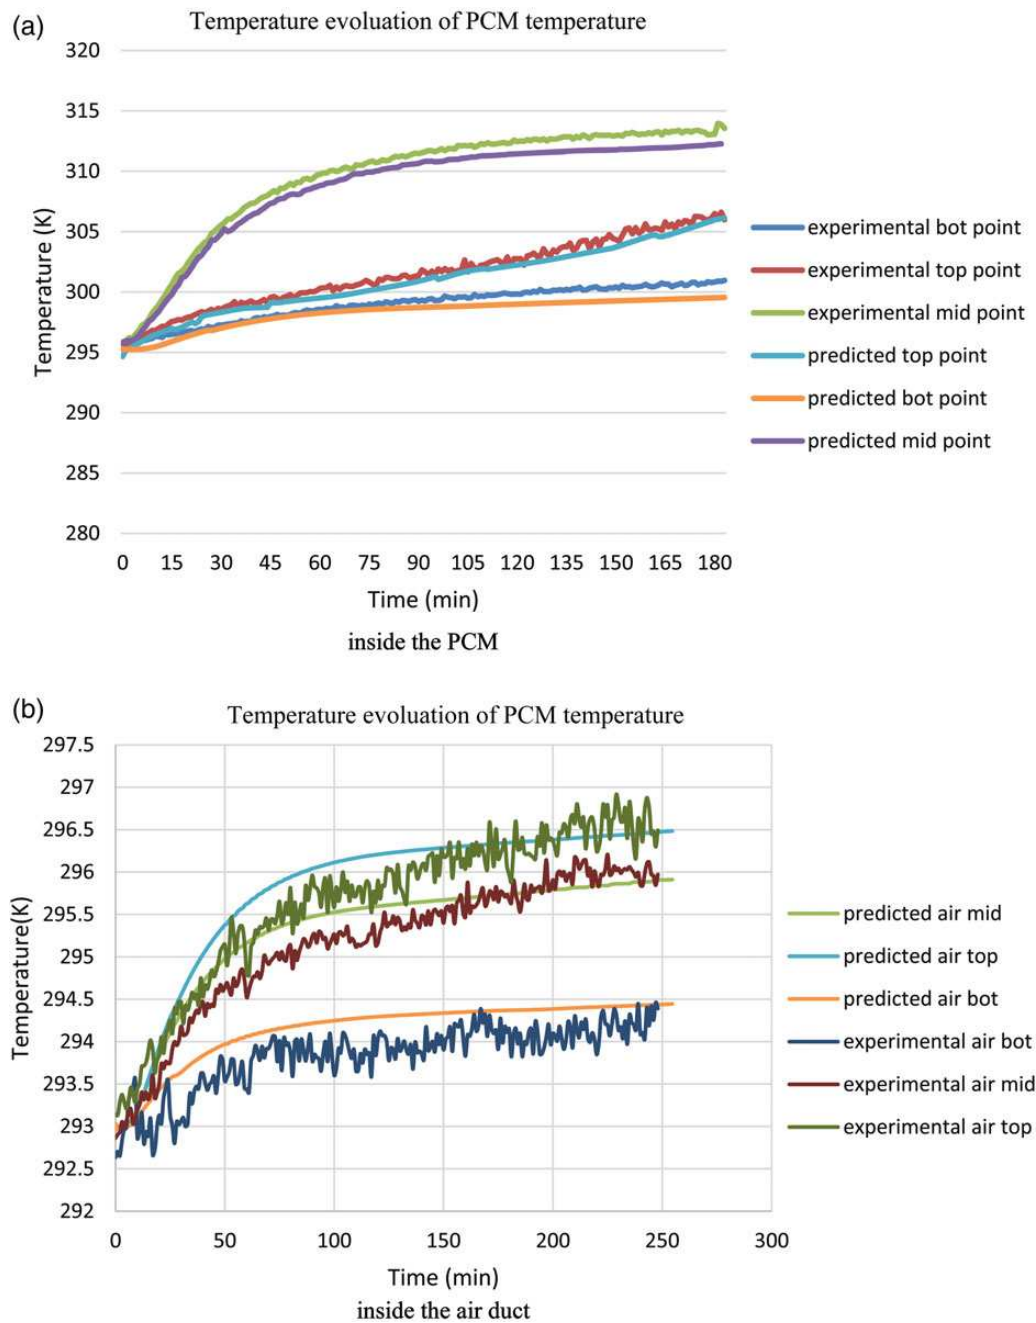 (a)
Temperature evoluation of PCM temperature
320
315
310
305
300
295
290
285
280
Temperature (K)
0 15 30 45 60 75 90 105 120 135 150 165 180
Time (min)
inside the PCM
experimental bot point
experimental top point
experimental mid point
predicted top point
predicted bot point
predicted mid point
(b)
Temperature evoluation of PCM temperature
297.5
297
296.5
296
295.5
295
294.5
294
293.5
293
292.5
292
Temperature(K)
0 50 100 150 200 250 300
Time (min)
inside the air duct
predicted air mid
predicted air top
predicted air bot
experimental air bot
experimental air mid
experimental air top